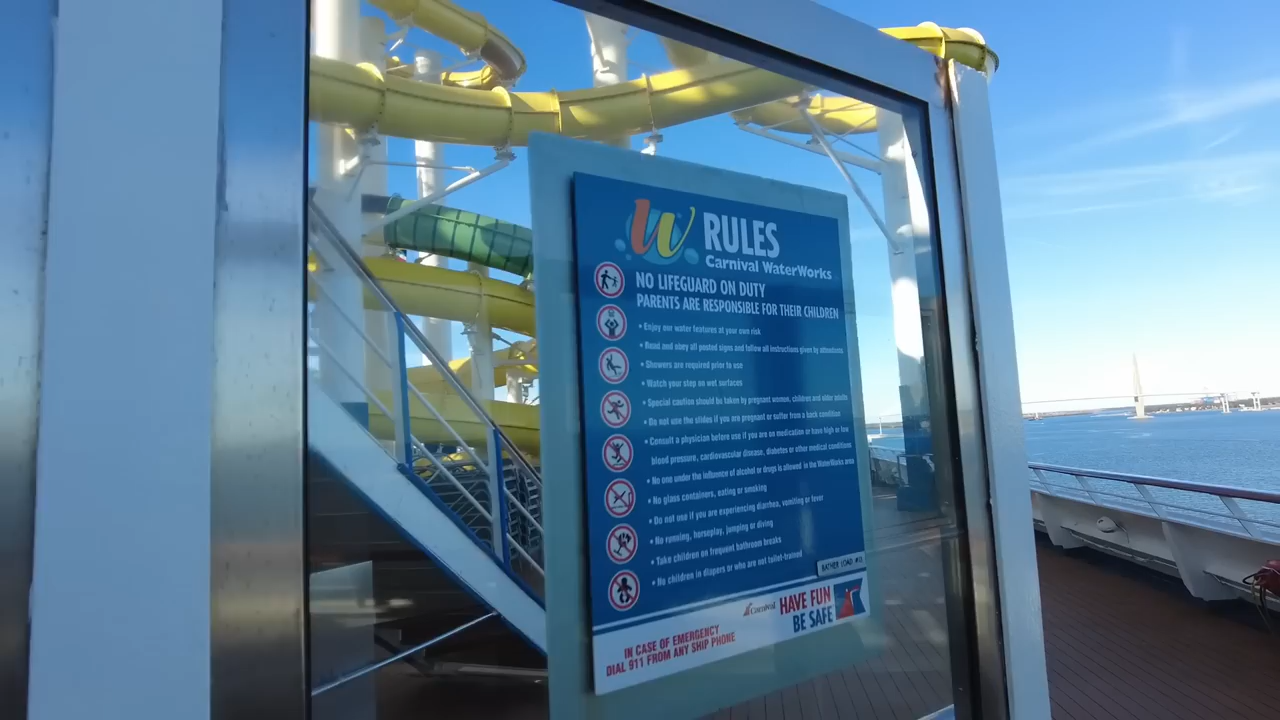 W RULES
Carnival WaterWorks
NO LIFEGUARD ON DUTY
PARENTS ARE RESPONSIBLE FOR THEIR CHILDREN
• Enjoy our water features at your own risk
• Read and obey all posted signs and follow all instructions given by attendants
• Showers are required prior to use
• Watch your step on wet surfaces
• Special caution should be taken by pregnant women, children and older adults
• Do not use the slides if you are pregnant or suffer from a back condition
• Consult a physician before use if you are on medication or have high or low
blood pressure, cardiovascular disease, diabetes or other medical conditions
• No one under the influence of alcohol or drugs is allowed in the WaterWorks area
• No glass containers, eating or smoking
• Do not use if you are experiencing diarrhea, vomiting or fever
• No running, horseplay, jumping or diving
• Take children on frequent bathroom breaks
• No children in diapers or who are not toilet-trained
BATHER LOAD
IN CASE OF EMERGENCY
DIAL 911 FROM ANY SHIP PHONE
Carnival
HAVE FUN
BE SAFE